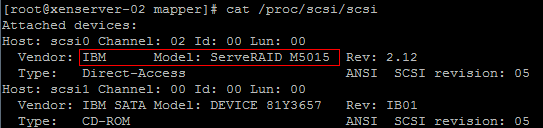 [root@xenserver-02 mapper]# cat /proc/scsi/scsi
Attached devices:
Host: scsi0 Channel: 02 Id: 00 Lun: 00
  Vendor: IBM      Model: ServeRAID M5015  Rev: 2.12
  Type:   Direct-Access                    ANSI  SCSI revision: 05
Host: scsi1 Channel: 00 Id: 00 Lun: 00
  Vendor: IBM SATA Model: DEVICE 81Y3657   Rev: IB01
  Type:   CD-ROM                           ANSI  SCSI revision: 05